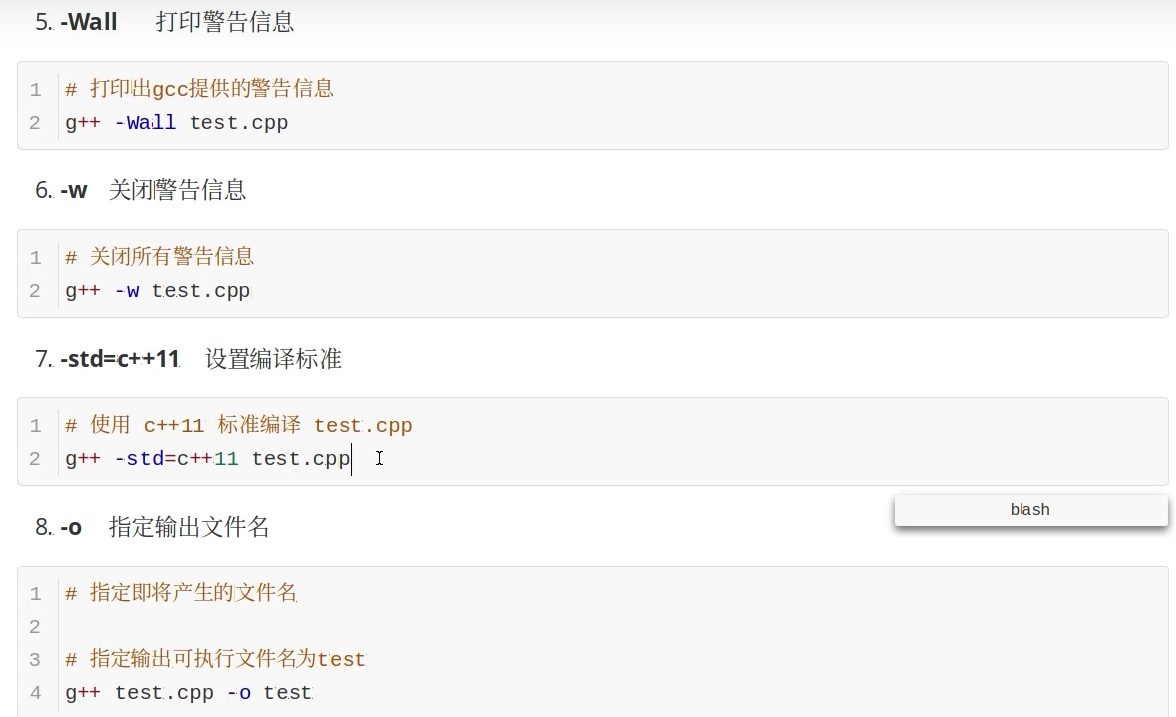 5. -Wall 打印警告信息
1 # 打印出gcc提供的警告信息
2 g++ -Wall test.cpp
6. -w 关闭警告信息
1 # 关闭所有警告信息
2 g++ -w test.cpp
7. -std=c++11 设置编译标准
1 # 使用 c++11 标准编译 test.cpp
2 g++ -std=c++11 test.cpp
bash
8. -o 指定输出文件名
1 # 指定即将产生的文件名
2
3 # 指定输出可执行文件名为test
4 g++ test.cpp -o test